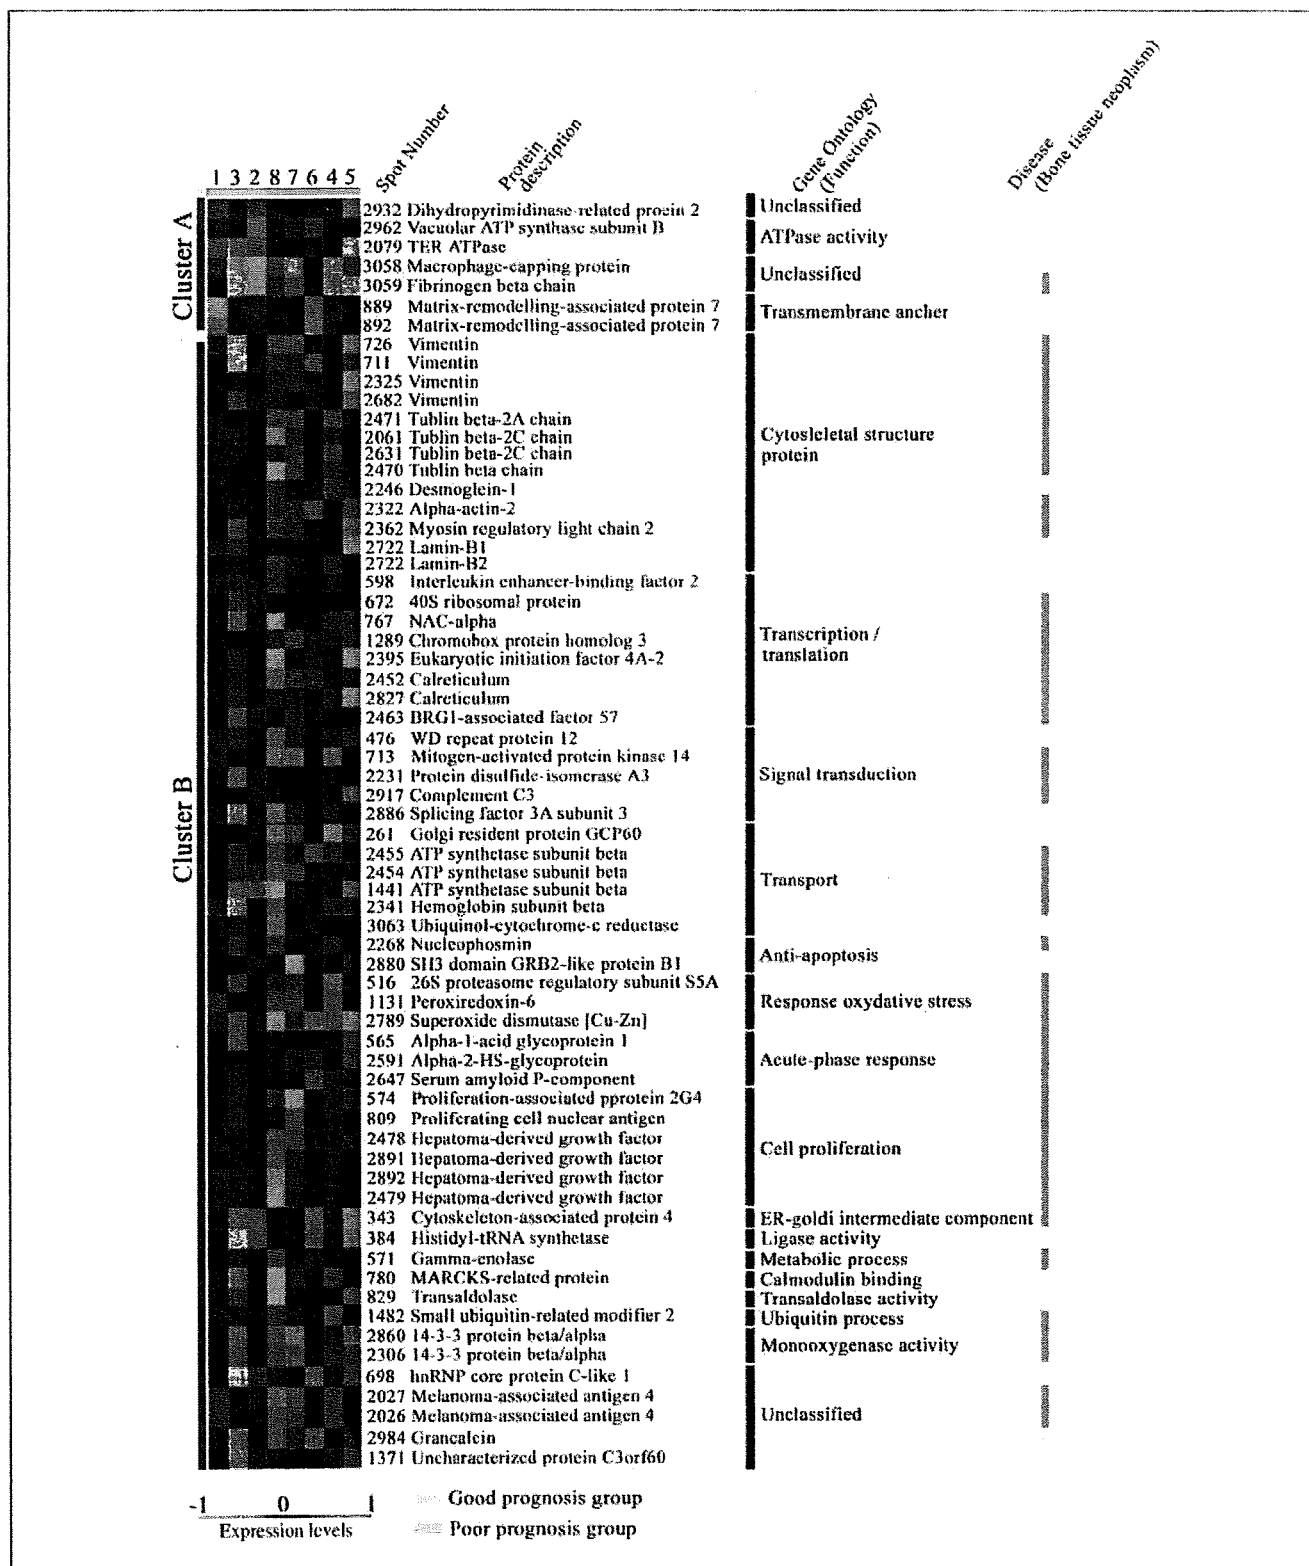 Spot Number
Protein description
Gene Ontology (Function)
Disease (Bone tissue neoplasm)
1 3 2 8 7 6 4 5
Cluster A
2932 Dihydropyrimidinase-related protein 2
2962 Vacuolar ATP synthase subunit B
2079 TER ATPase
3058 Macrophage-capping protein
3059 Fibrinogen beta chain
889 Matrix-remodelling-associated protein 7
892 Matrix-remodelling-associated protein 7
Cluster B
726 Vimentin
711 Vimentin
2325 Vimentin
2682 Vimentin
2471 Tublin beta-2A chain
2061 Tublin beta-2C chain
2631 Tublin beta-2C chain
2470 Tublin beta chain
2246 Desmoglein-1
2322 Alpha-actin-2
2362 Myosin regulatory light chain 2
2722 Lamin-B1
2722 Lamin-B2
598 Interleukin enhancer-binding factor 2
672 40S ribosomal protein
767 NAC-alpha
1289 Chromobox protein homolog 3
2395 Eukaryotic initiation factor 4A-2
2452 Calreticulum
2827 Calreticulum
2463 BRG1-associated factor 57
476 WD repeat protein 12
713 Mitogen-activated protein kinase 14
2231 Protein disulfide-isomerase A3
2917 Complement C3
2886 Splicing factor 3A subunit 3
261 Golgi resident protein GCP60
2455 ATP synthetase subunit beta
2454 ATP synthetase subunit beta
1441 ATP synthetase subunit beta
2341 Hemoglobin subunit beta
3063 Ubiquinol-cytochrome-c reductase
2268 Nucleophosmin
2880 SH3 domain GRB2-like protein B1
516 26S proteasome regulatory subunit S5A
1131 Peroxiredoxin-6
2789 Superoxide dismutase [Cu-Zn]
565 Alpha-1-acid glycoprotein 1
2591 Alpha-2-HS-glycoprotein
2647 Serum amyloid P-component
574 Proliferation-associated pprotein 2G4
809 Proliferating cell nuclear antigen
2478 Hepatoma-derived growth factor
2891 Hepatoma-derived growth factor
2892 Hepatoma-derived growth factor
2479 Hepatoma-derived growth factor
343 Cytoskeleton-associated protein 4
384 Histidyl-tRNA synthetase
571 Gamma-enolase
780 MARCKS-related protein
829 Transaldolase
1482 Small ubiquitin-related modifier 2
2860 14-3-3 protein beta/alpha
2306 14-3-3 protein beta/alpha
698 hnRNP core protein C-like 1
2027 Melanoma-associated antigen 4
2026 Melanoma-associated antigen 4
2984 Grancalcin
1371 Uncharacterized protein C3orf60
Unclassified
ATPase activity
Unclassified
Transmembrane ancher
Cytosleletal structure
protein
Transcription /
translation
Signal transduction
Transport
Anti-apoptosis
Response oxydative stress
Acute-phase response
Cell proliferation
ER-goldi intermediate component
Ligase activity
Metabolic process
Calmodulin binding
Transaldolase activity
Ubiquitin process
Monooxygenase activity
Unclassified
-1 0 1
Expression levels
Good prognosis group
Poor prognosis group